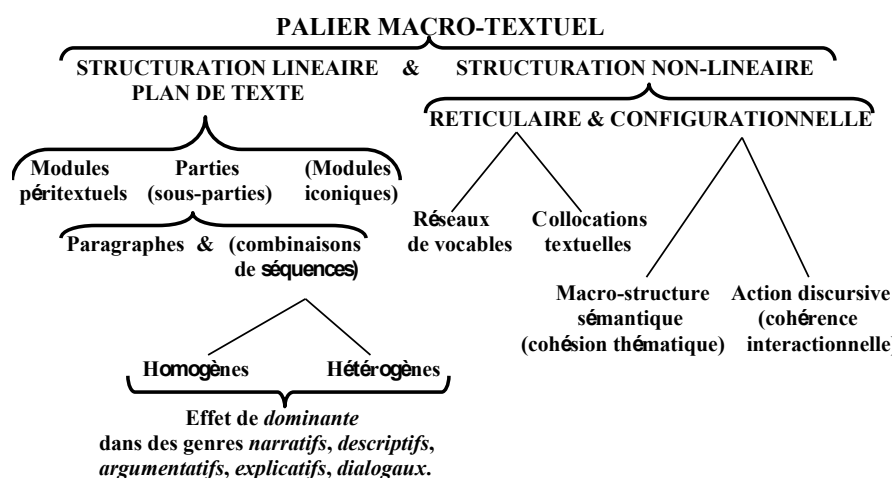 PALIER MACRO-TEXTUEL
STRUCTURATION LINEAIRE & STRUCTURATION NON-LINEAIRE
PLAN DE TEXTE
RETICULAIRE & CONFIGURATIONNELLE
Modules Parties (Modules
péritextuels (sous-parties) iconiques)
Réseaux Collocations
de vocables textuelles
Paragraphes & (combinaisons
de séquences)
Macro-structure Action discursive
sémantique (cohérence
(cohésion thématique) interactionnelle)
Homogènes Hétérogènes
Effet de dominante
dans des genres narratifs, descriptifs,
argumentatifs, explicatifs, dialogaux.